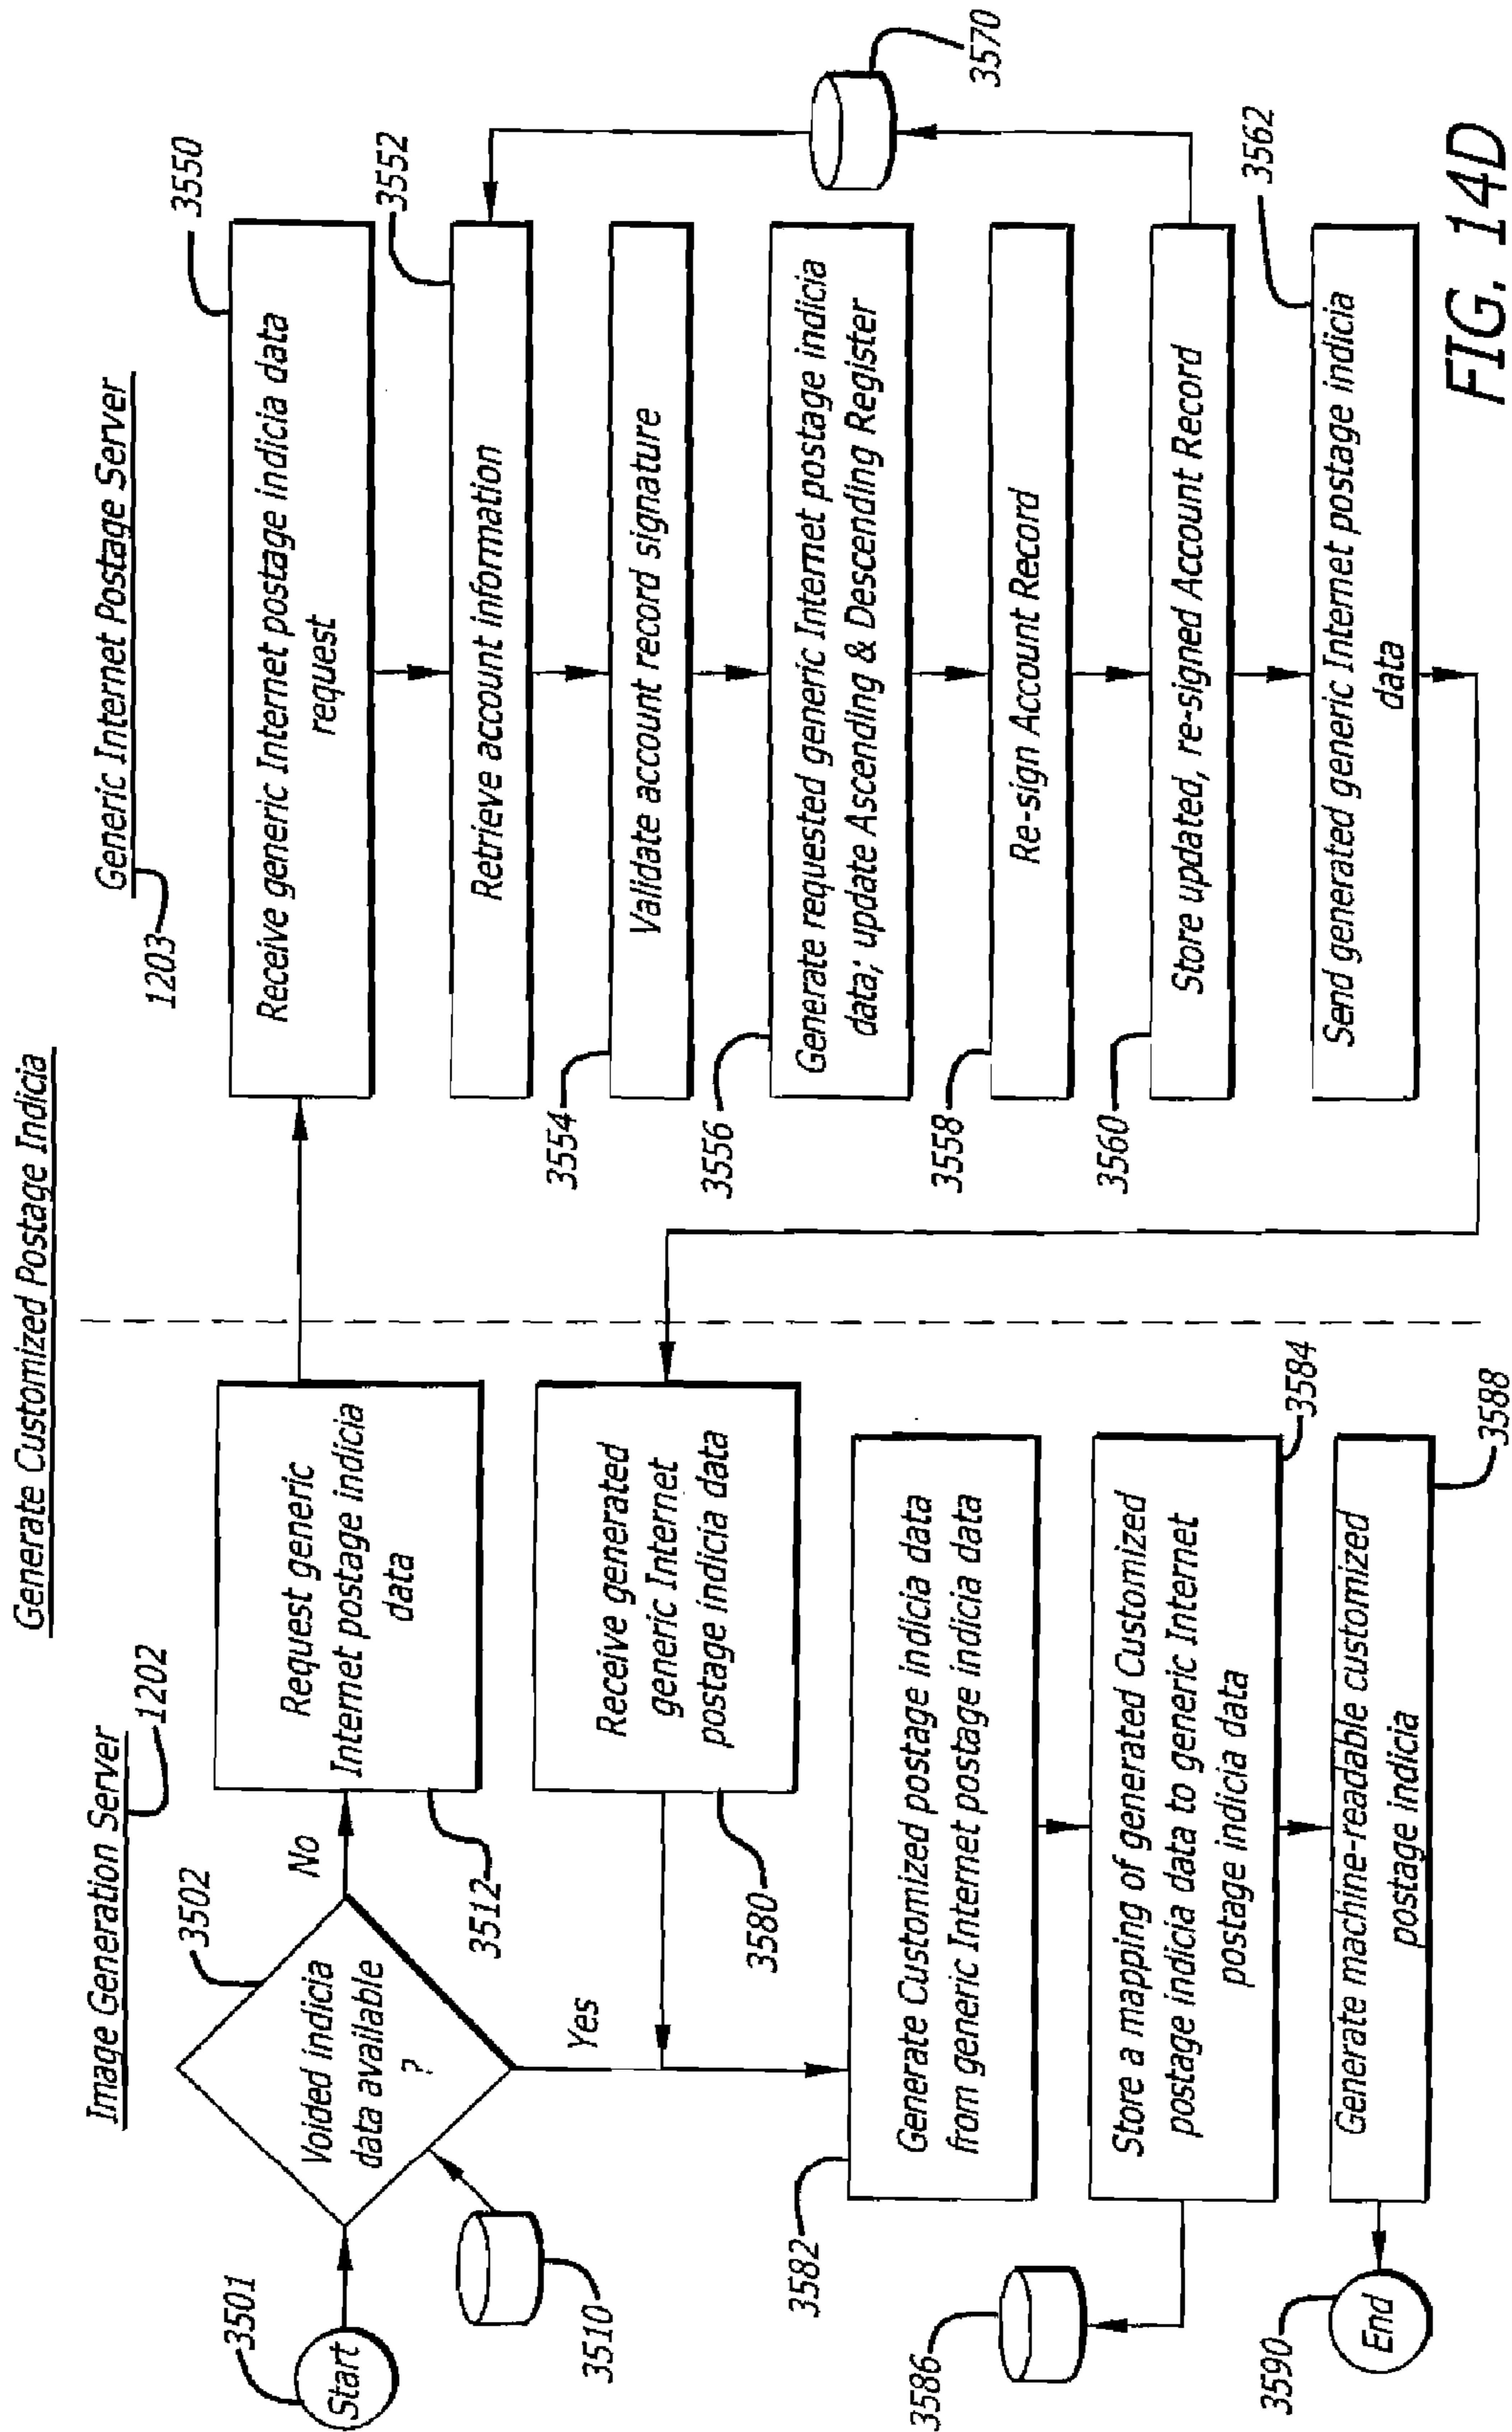 Generate Customized Postage Indicia
Image Generation Server
1202
Generic Internet Postage Server
1203
3501
Start
3502
Voided indicia
data available
?
No
Yes
3510
Request generic
Internet postage indicia
data
3512
Receive generic Internet postage indicia data
request
3550
Retrieve account information
3552
Validate account record signature
3554
Generate requested generic Internet postage indicia
data; update Ascending & Descending Register
3556
Re-sign Account Record
3558
Store updated, re-signed Account Record
3560
3570
Send generated generic Internet postage indicia
data
3562
Receive generated
generic Internet
postage indicia data
3580
Generate Customized postage indicia data
from generic Internet postage indicia data
3582
Store a mapping of generated Customized
postage indicia data to generic Internet
postage indicia data
3584
3586
Generate machine-readable customized
postage indicia
3588
End
3590
FIG. 14D